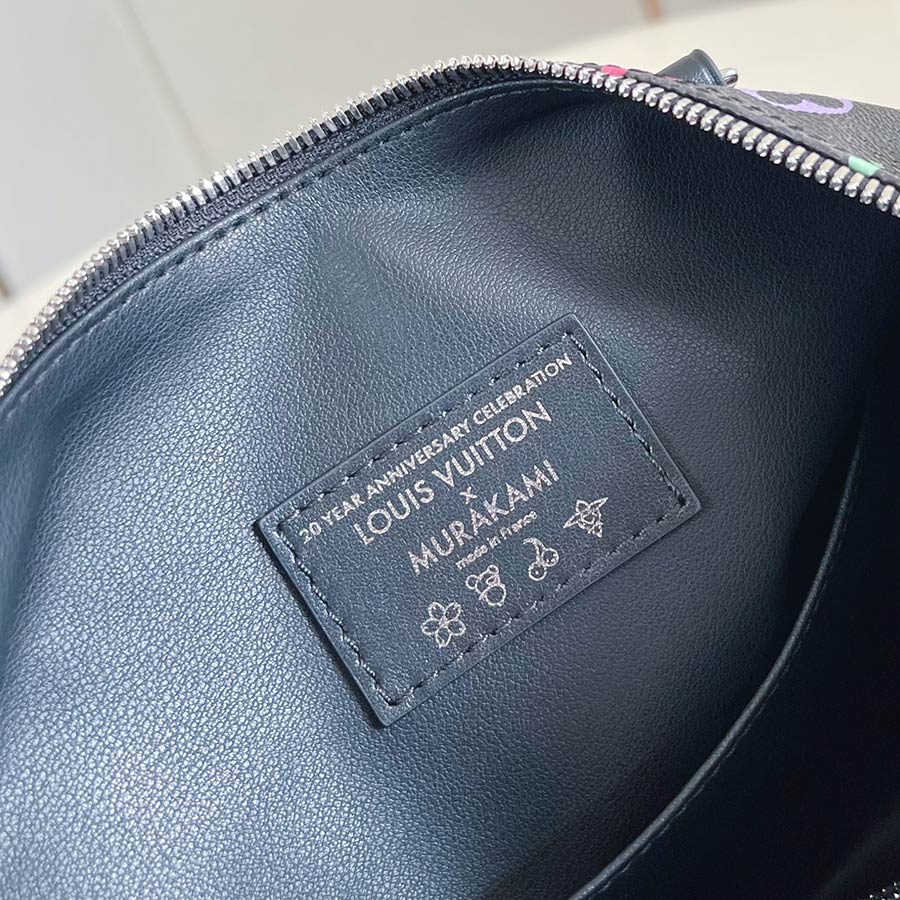 20 YEAR ANNIVERSARY CELEBRATION
LOUIS VUITTON
x
MURAKAMI
made in France